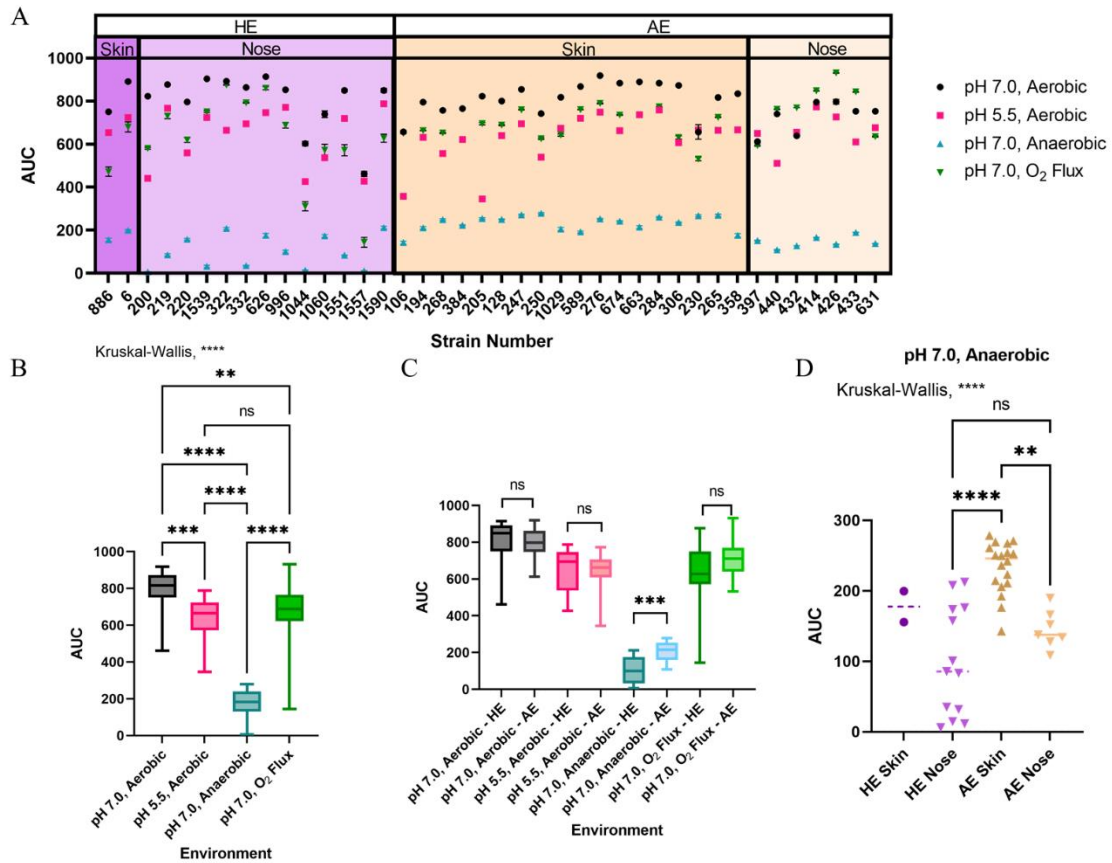 A
HE
AE
Skin
Nose
Skin
Nose
1000
800
600
400
200
0
AUC
886
6
200
219
220
1539
322
332
626
996
1044
1060
1551
1557
1590
106
194
268
384
205
128
247
250
1029
589
276
674
663
284
306
230
265
358
397
440
432
414
426
433
631
Strain Number
pH 7.0, Aerobic
pH 5.5, Aerobic
pH 7.0, Anaerobic
pH 7.0, O₂ Flux
B
Kruskal-Wallis, ****
**
ns
****
****
***
****
1000
800
600
400
200
0
AUC
pH 7.0, Aerobic
pH 5.5, Aerobic
pH 7.0, Anaerobic
pH 7.0, O₂ Flux
Environment
C
ns
ns
***
ns
1000
800
600
400
200
0
AUC
pH 7.0, Aerobic - HE
pH 7.0, Aerobic - AE
pH 5.5, Aerobic - HE
pH 5.5, Aerobic - AE
pH 7.0, Anaerobic - HE
pH 7.0, Anaerobic - AE
pH 7.0, O₂ Flux - HE
pH 7.0, O₂ Flux - AE
Environment
D
pH 7.0, Anaerobic
Kruskal-Wallis, ****
ns
**
****
300
200
100
0
AUC
HE Skin
HE Nose
AE Skin
AE Nose